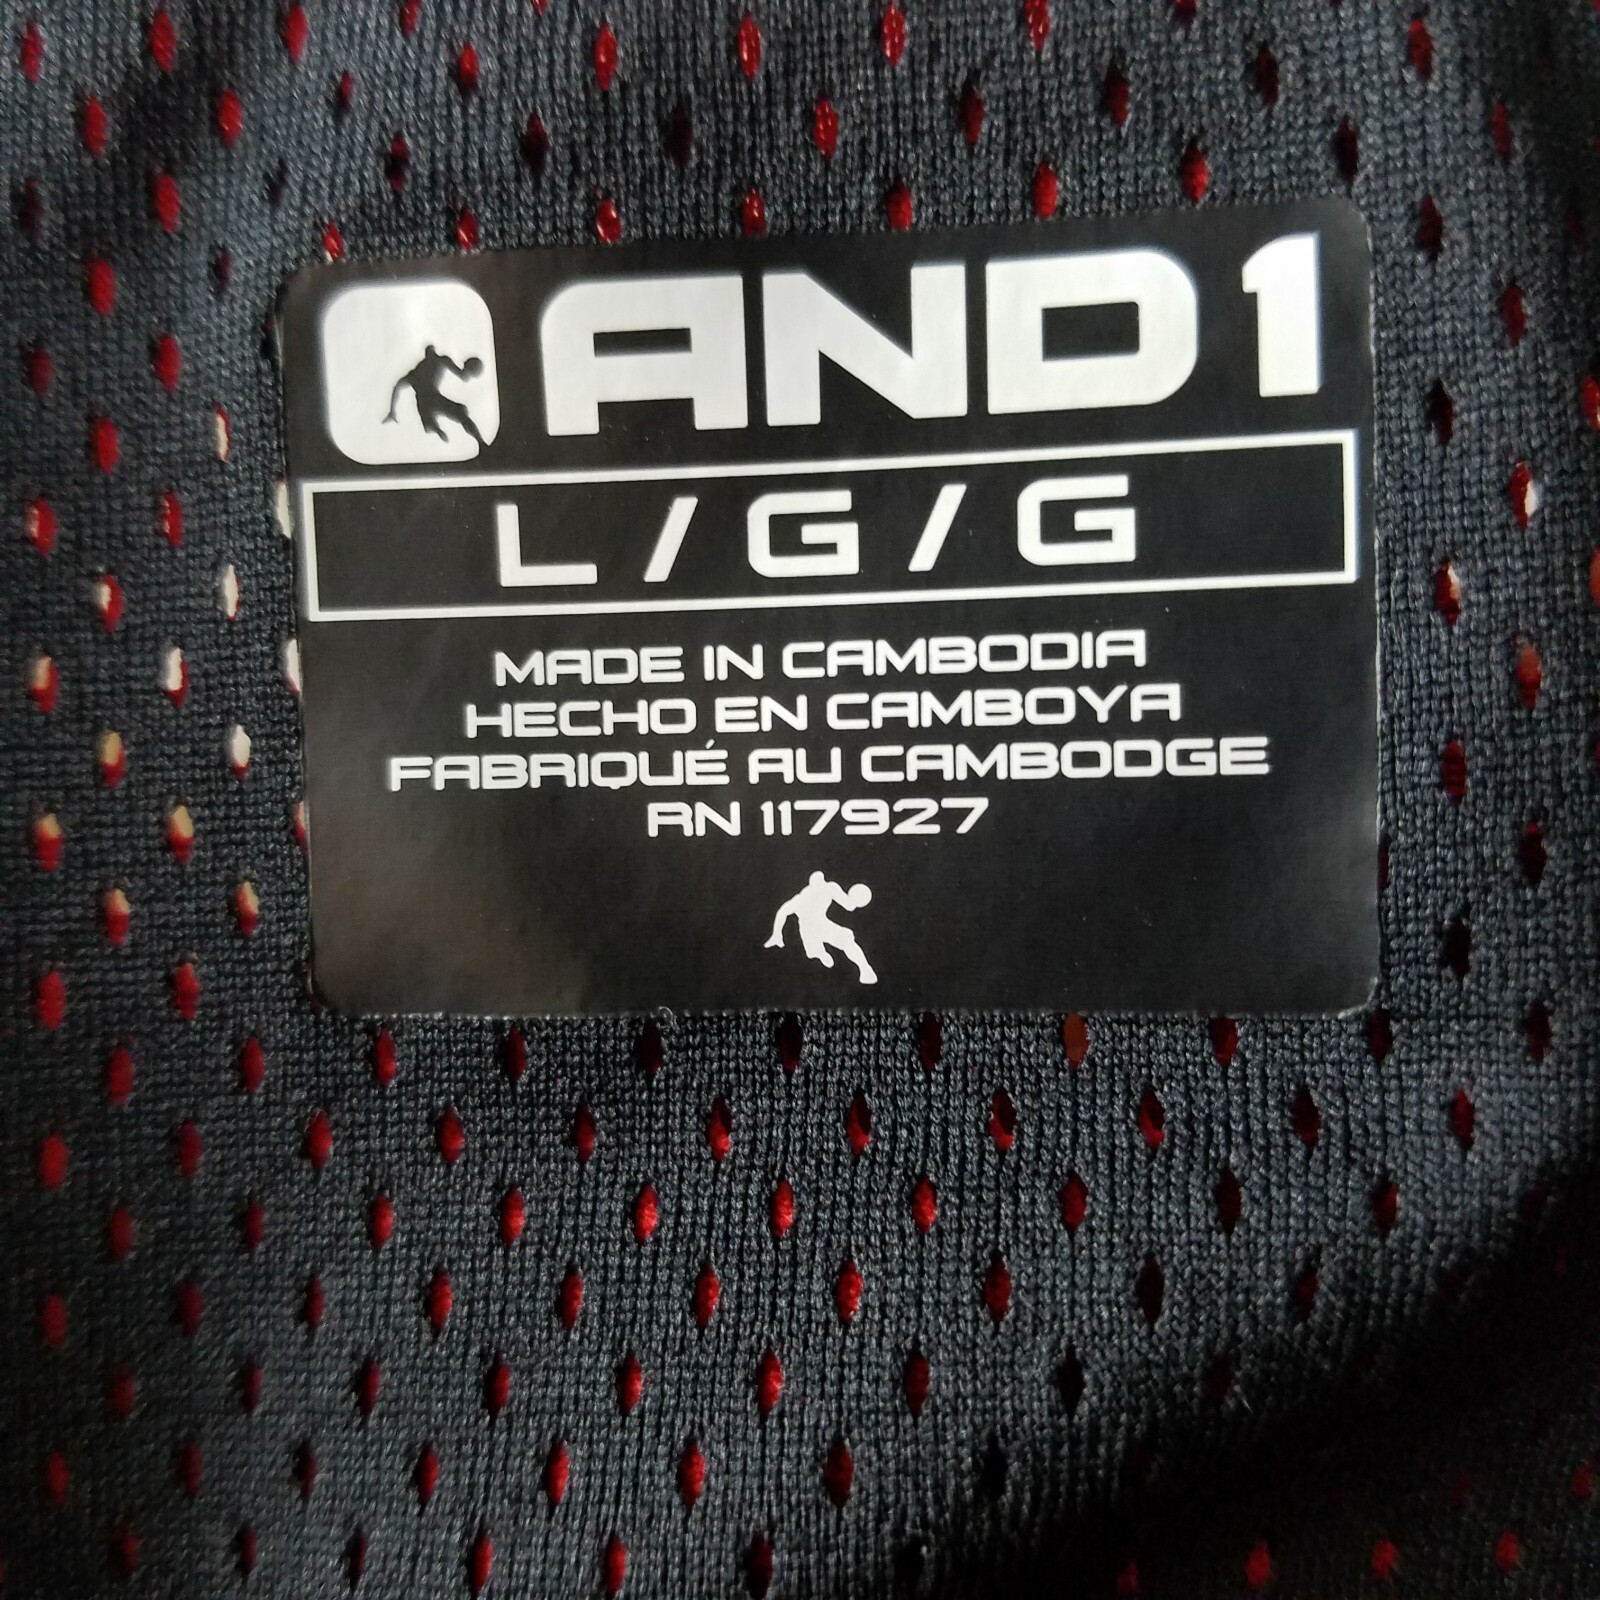 AND1
L / G / G
MADE IN CAMBODIA
HECHO EN CAMBOYA
FABRIQUÉ AU CAMBODGE
RN 117927